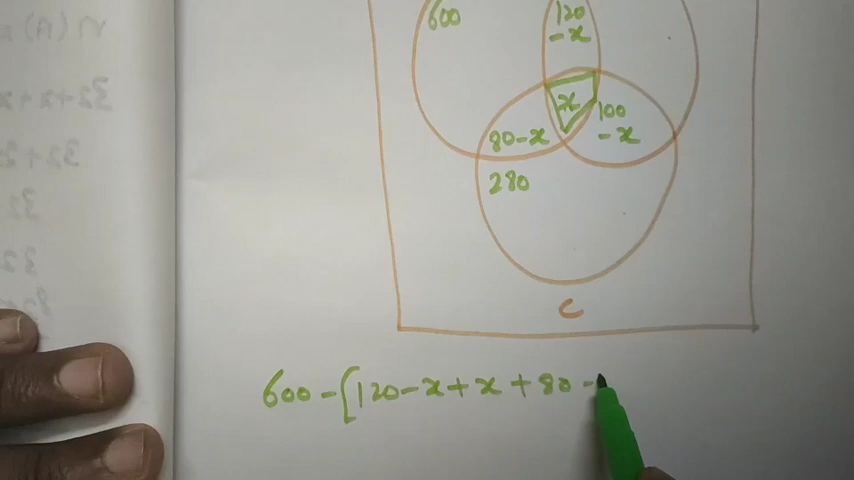 600
120
- x
x
100
- x
80-x
280
C
600 - [120-x+x+80 -